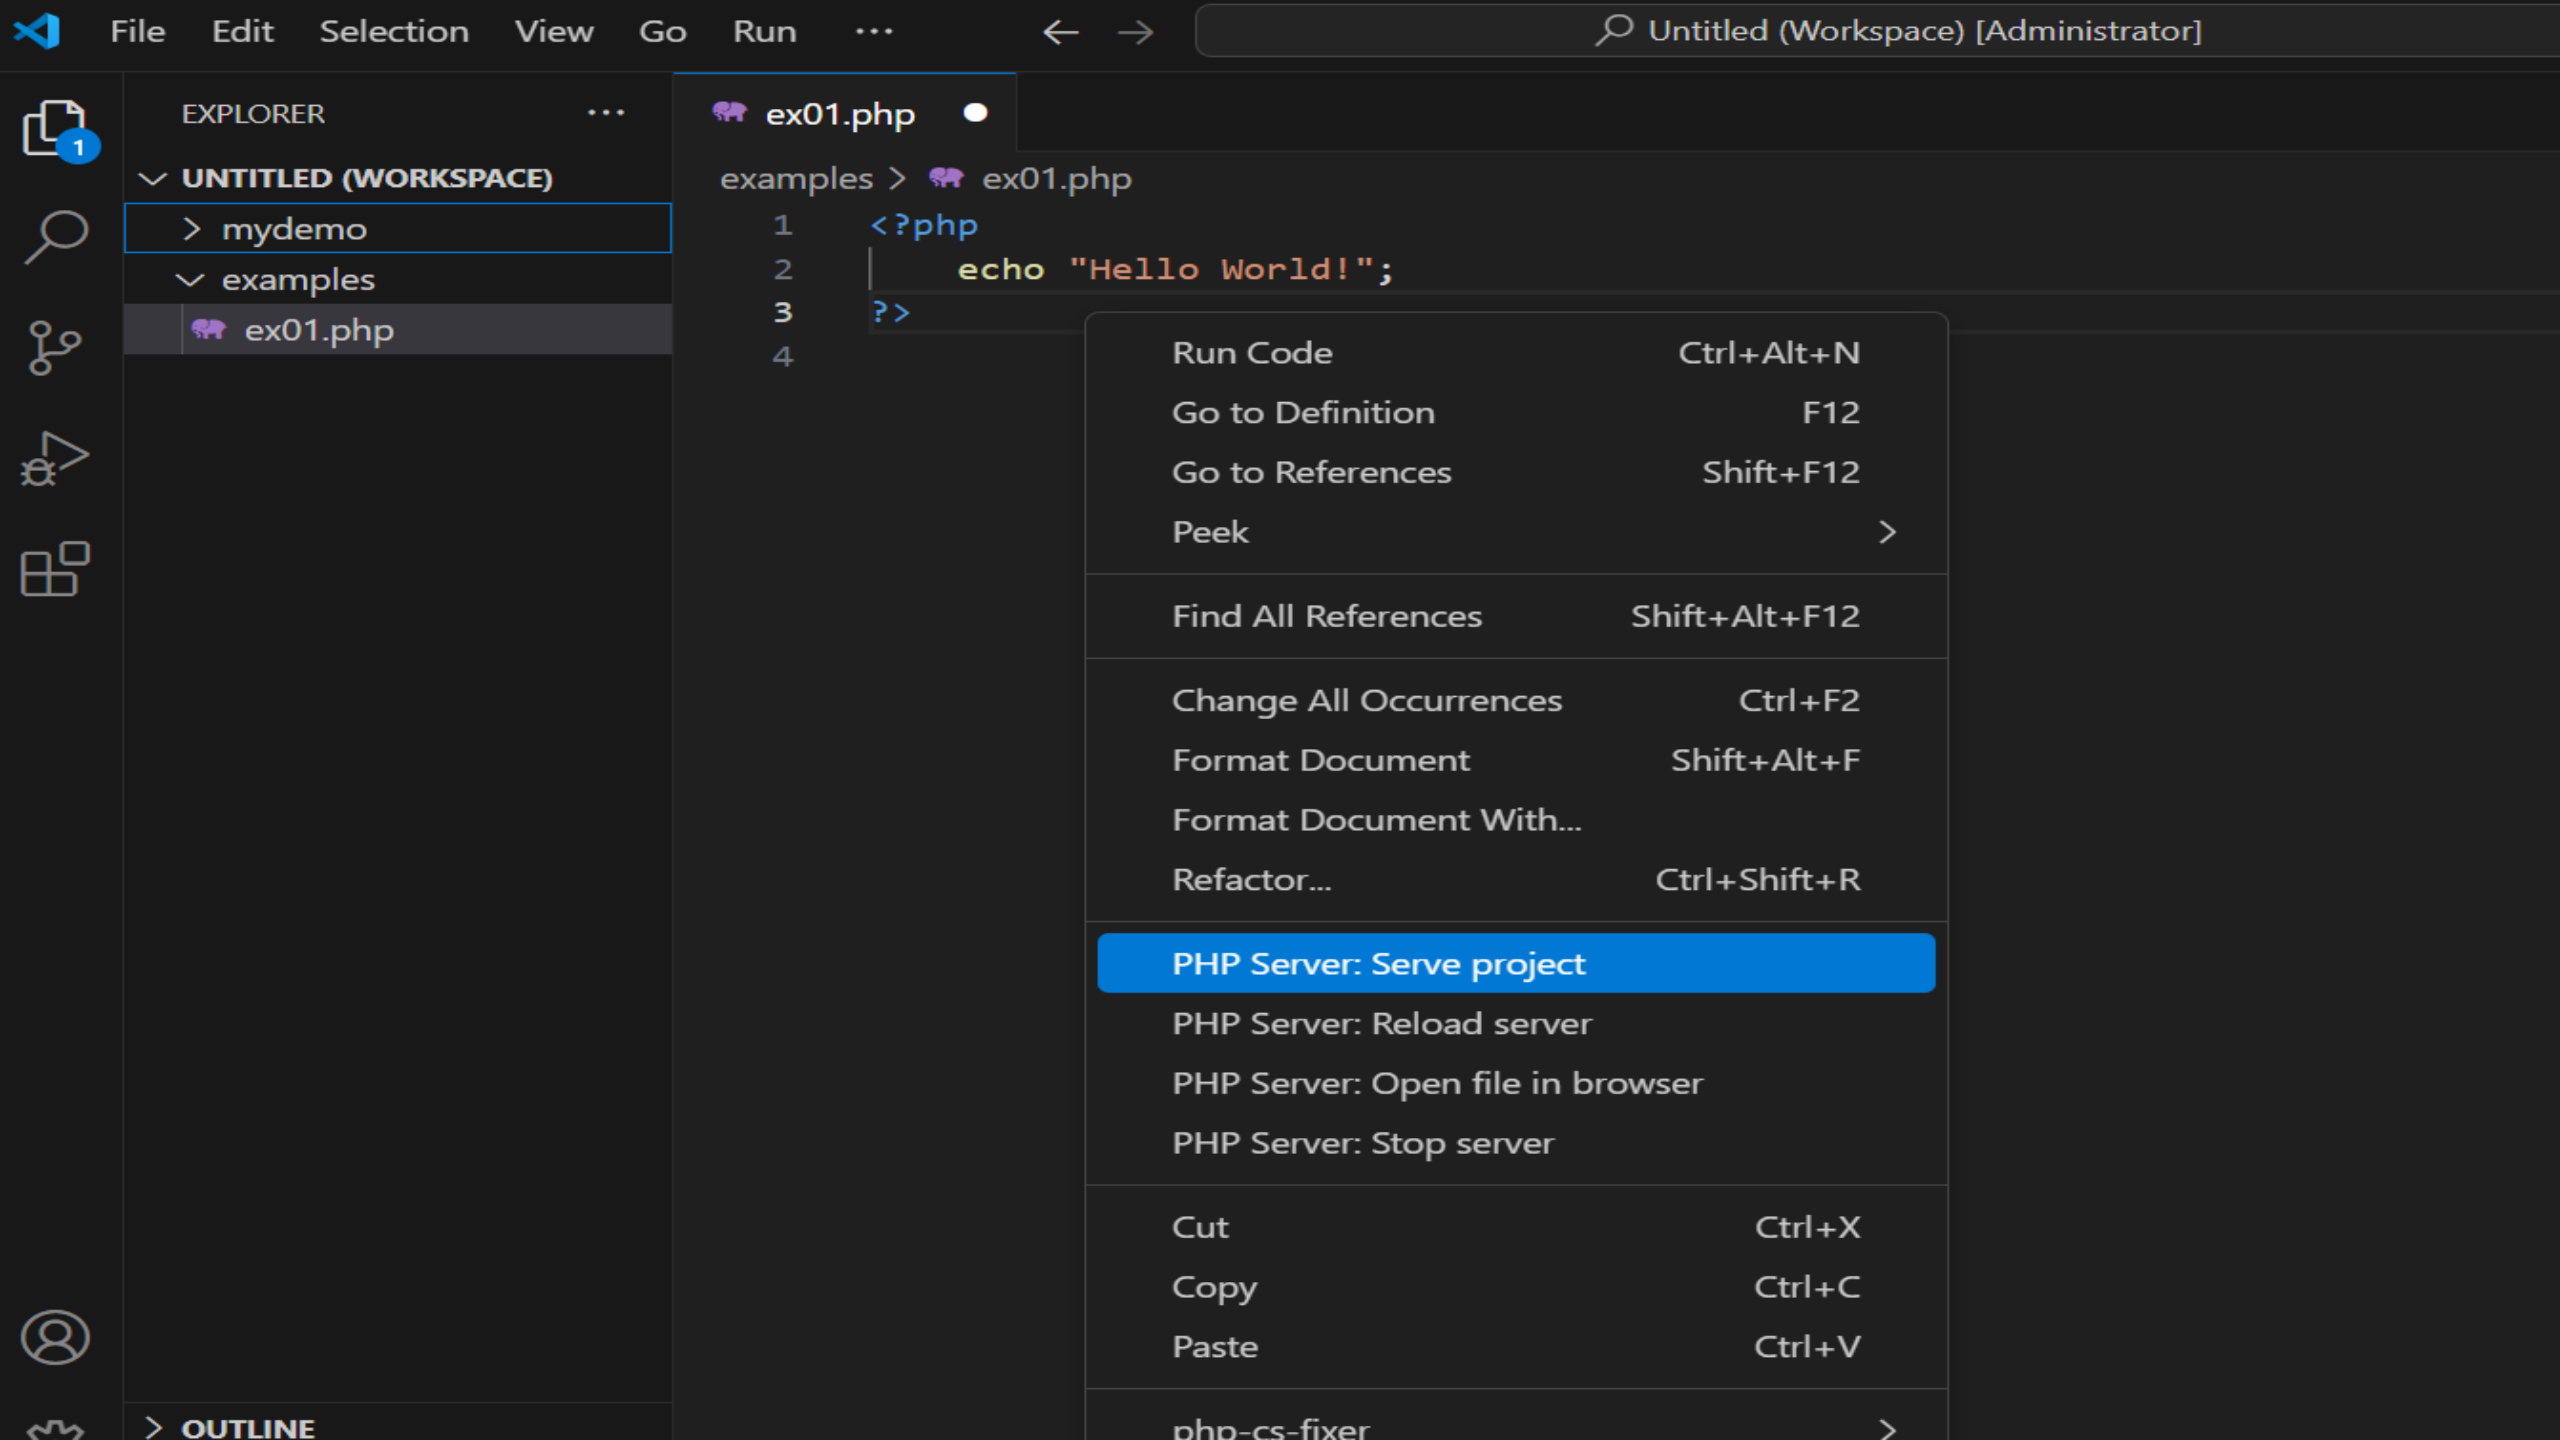 File Edit Selection View Go Run ··· Untitled (Workspace) [Administrator]
EXPLORER ···
1
UNTITLED (WORKSPACE)
mydemo
examples
ex01.php
OUTLINE
ex01.php
examples > ex01.php
1 <?php
2 echo "Hello World!";
3 ?>
4
Run Code Ctrl+Alt+N
Go to Definition F12
Go to References Shift+F12
Peek
Find All References Shift+Alt+F12
Change All Occurrences Ctrl+F2
Format Document Shift+Alt+F
Format Document With...
Refactor... Ctrl+Shift+R
PHP Server: Serve project
PHP Server: Reload server
PHP Server: Open file in browser
PHP Server: Stop server
Cut Ctrl+X
Copy Ctrl+C
Paste Ctrl+V
php-cs-fixer